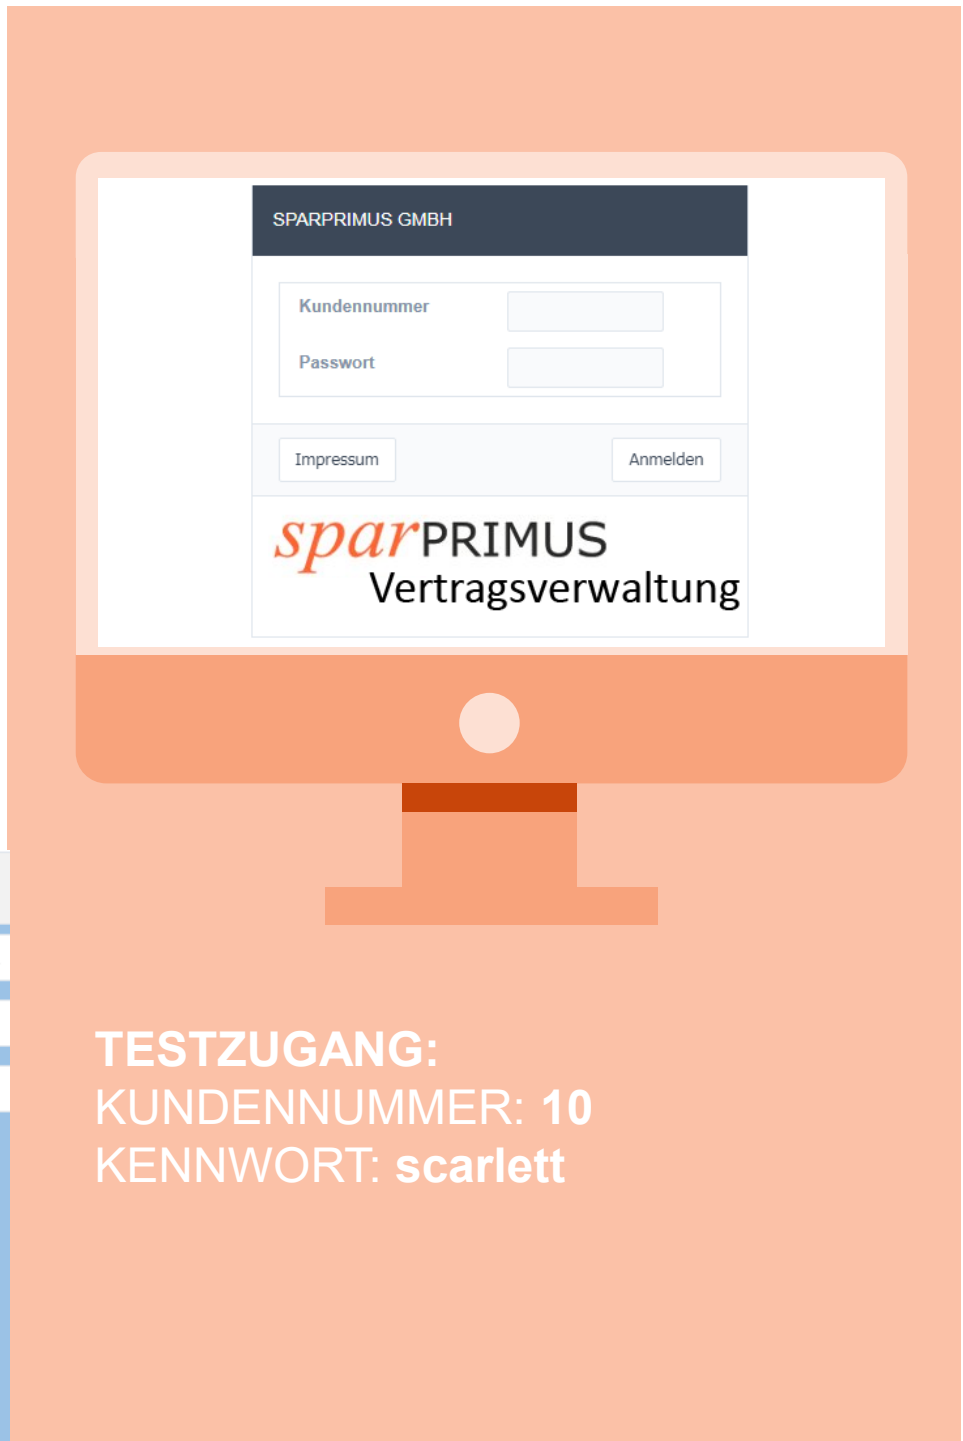 SPARPRIMUS GMBH
Kundennummer
Passwort
Impressum
Anmelden
sparPRIMUS
Vertragsverwaltung
TESTZUGANG:
KUNDENNUMMER: 10
KENNWORT: scarlett